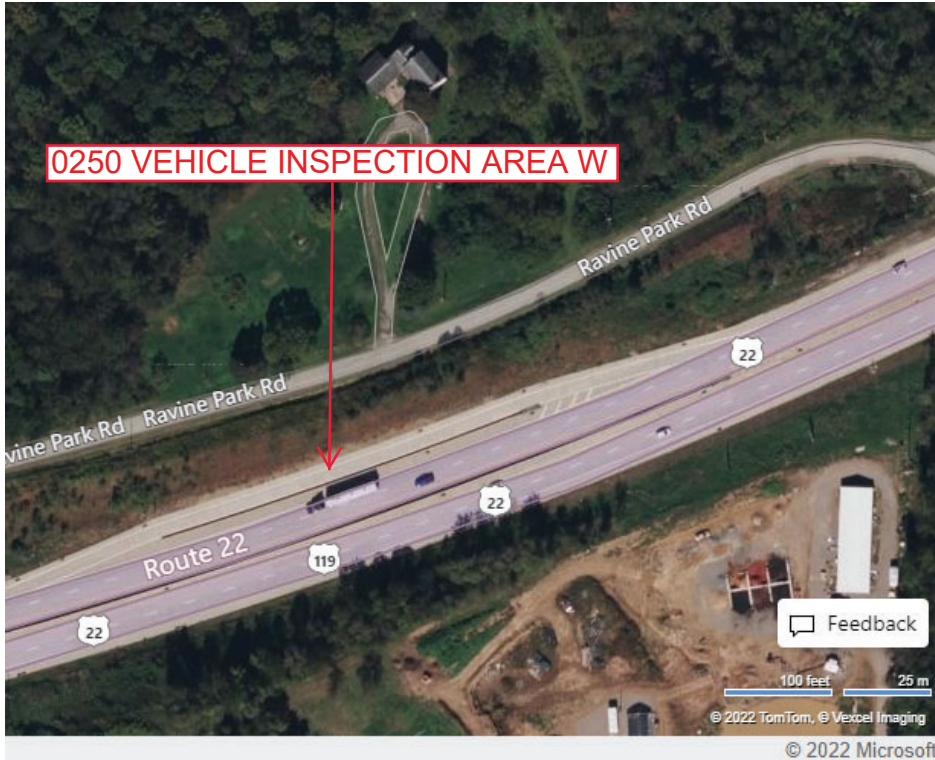 0250 VEHICLE INSPECTION AREA W
Ravine Park Rd
vine Park Rd Ravine Park Rd
22
22
Route 22
119
22
Feedback
100 feet 25 m
© 2022 TomTom, © Vexcel Imaging
© 2022 Microsoft